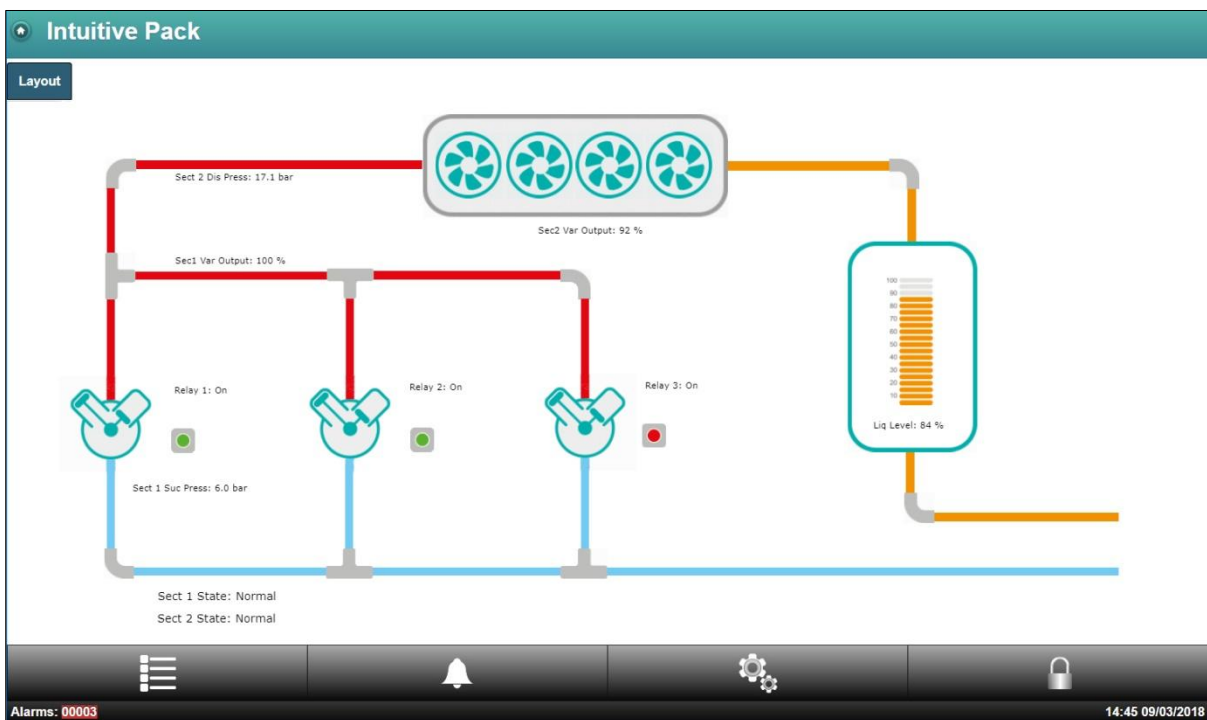 Intuitive Pack
Layout
Sect 2 Dis Press: 17.1 bar
Sec2 Var Output: 92 %
Sec1 Var Output: 100 %
100
90
80
70
60
50
40
30
20
10
Relay 1: On
Relay 2: On
Relay 3: On
Liq Level: 84 %
Sect 1 Suc Press: 6.0 bar
Sect 1 State: Normal
Sect 2 State: Normal
Alarms: 00003
14:45 09/03/2018